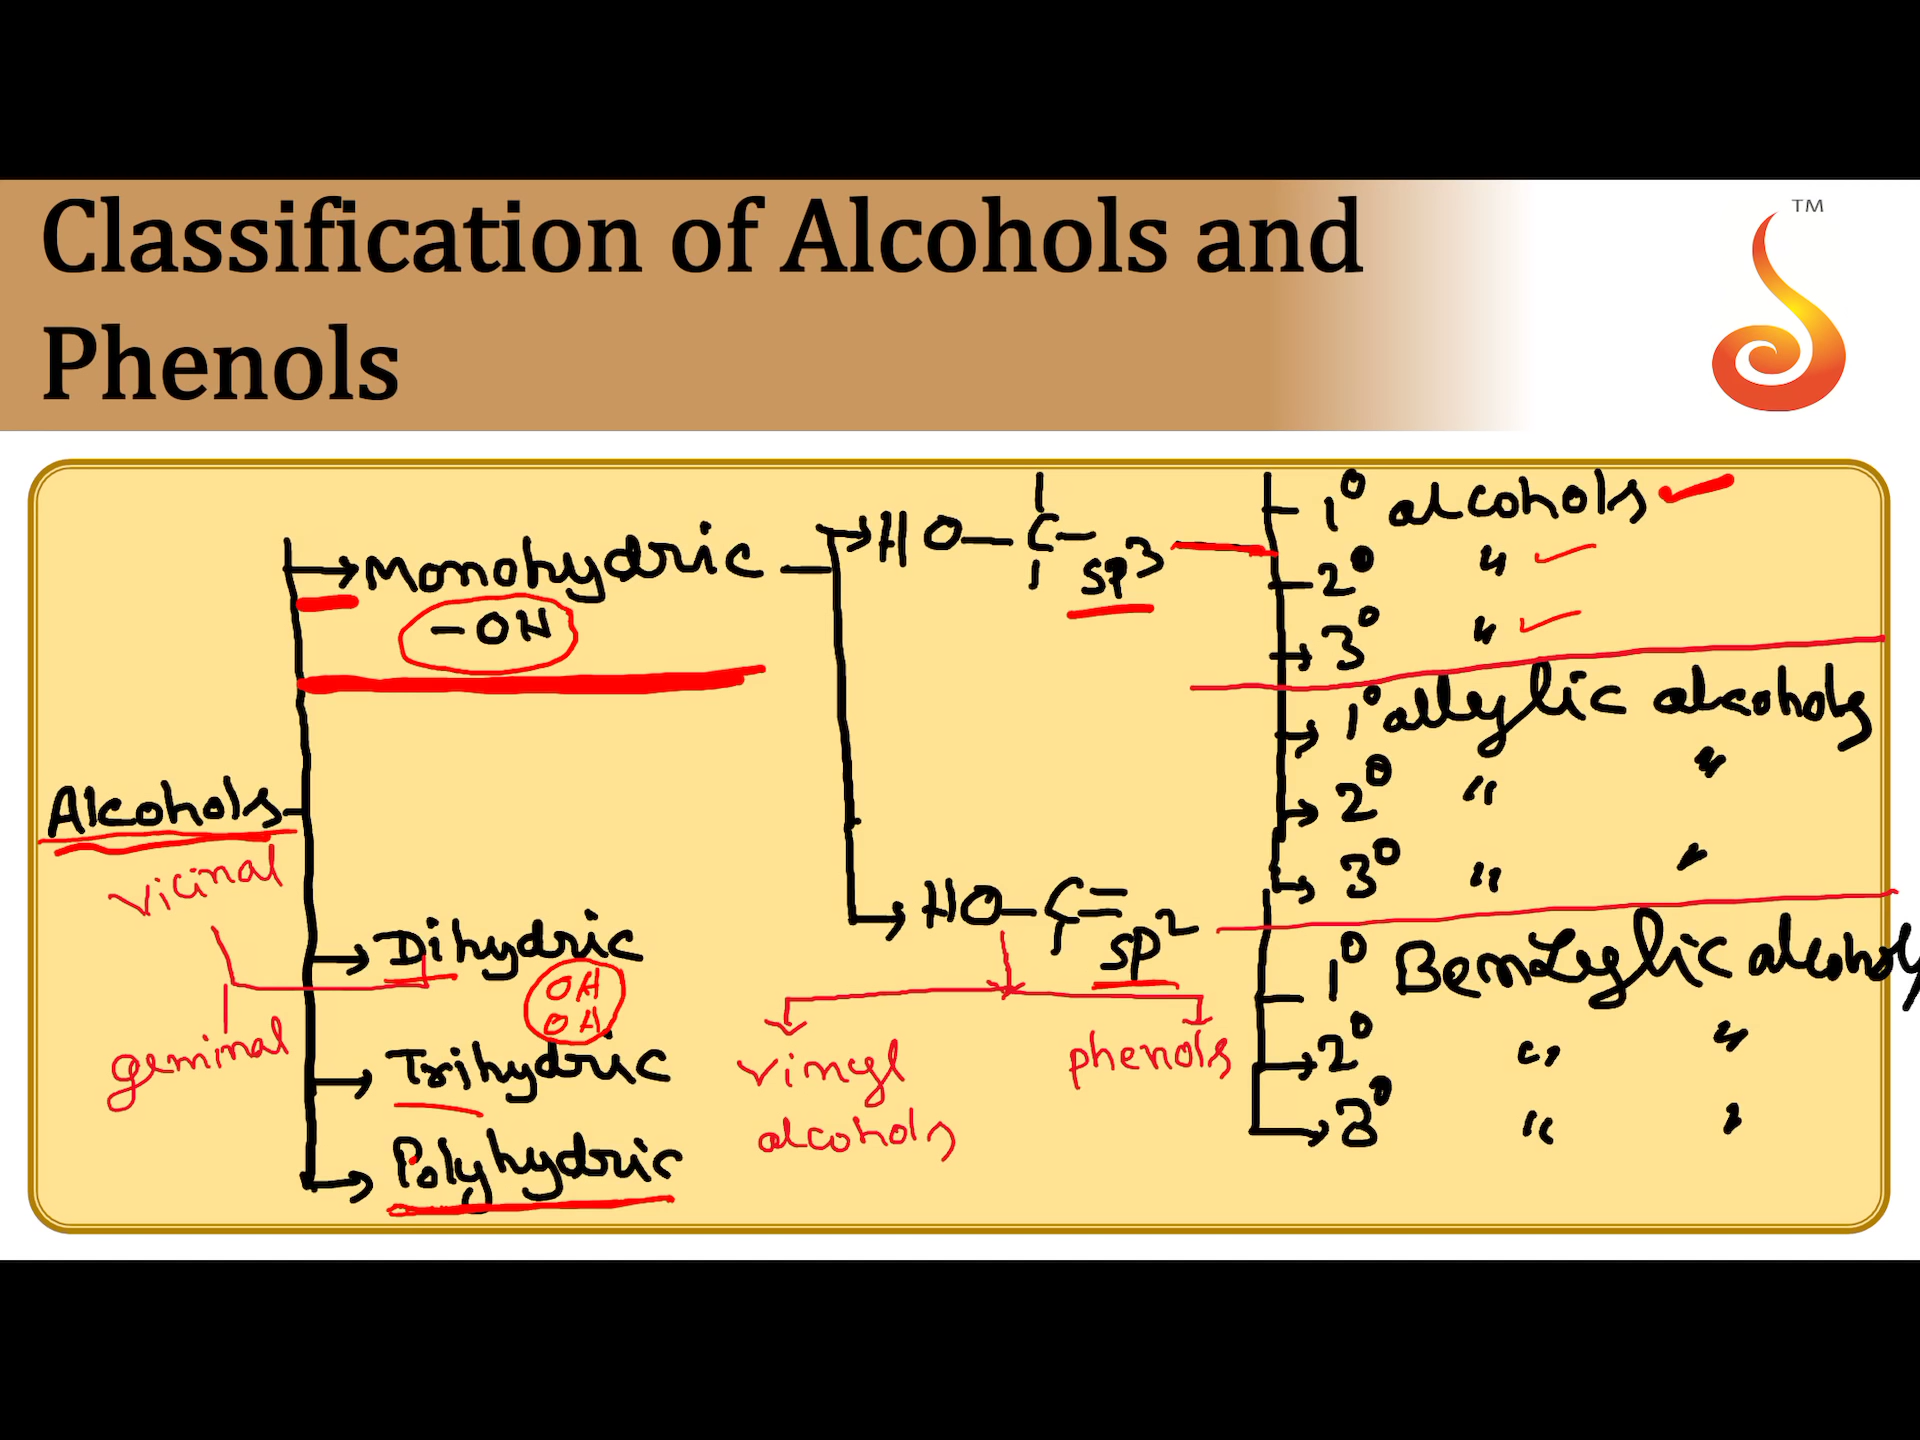 Classification of Alcohols and
Phenols
TM
Alcohols
vicinal
geminal
Monohydric
-OH
Dihydric
OH
OH
Trihydric
Polyhydric
HO-C-
sp3
HO-C=
sp2
vinyl
alcohols
phenols
1° alcohols
2° "
3° "
1° allylic alcohols
2° " "
3° " "
1° Benzylic alcohols
2° " "
3° " "